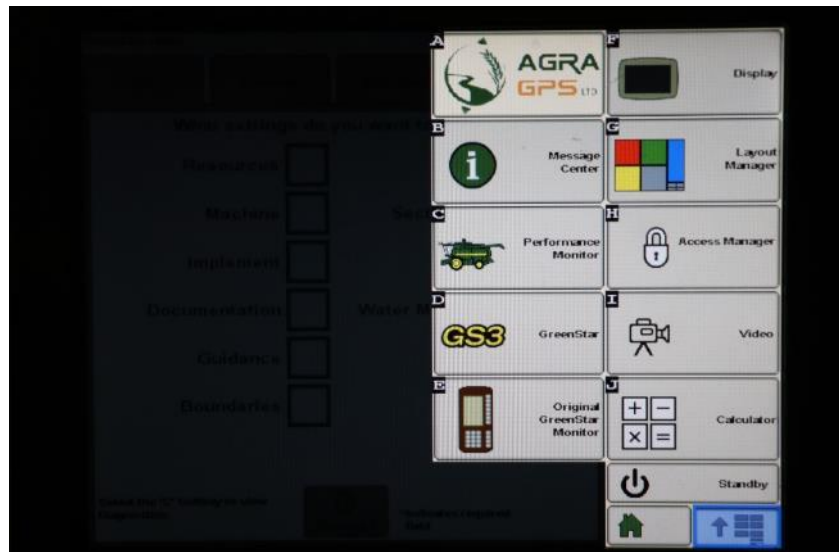 What settings do you want
Resources
Machine
Implement
Documentation
Guidance
Boundaries
A
AGRA
GPS LTD
B
Message
Center
C
Performance
Monitor
D
GS3
GreenStar
E
Original
GreenStar
Monitor
F
Display
G
Layout
Manager
H
Access Manager
I
Video
J
Calculator
Standby